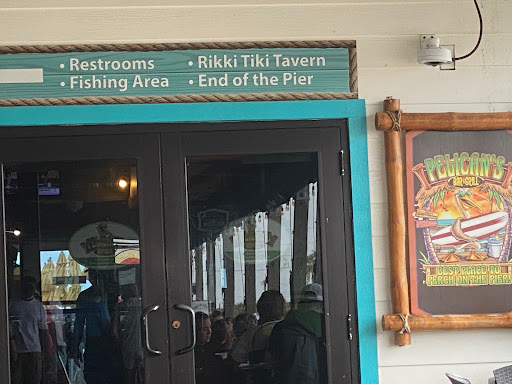 • Restrooms
• Fishing Area
• Rikki Tiki Tavern
• End of the Pier
PELICAN'S
BAR & GRILL
BEST PLACE TO
PERCH ON THE PIER!